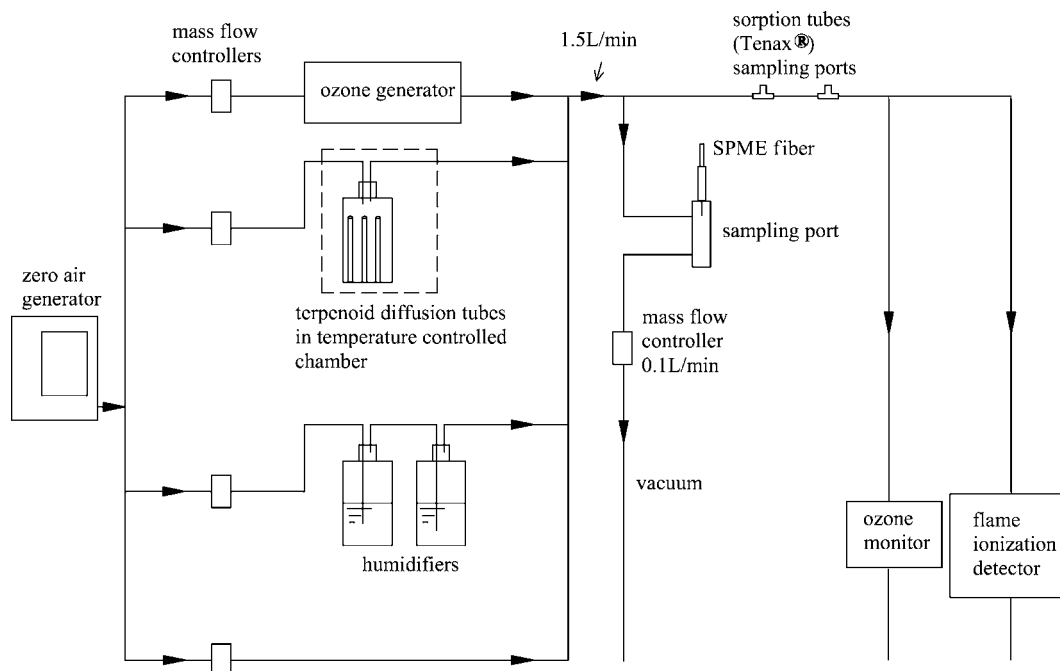 mass flow
controllers
ozone generator
1.5L/min
sorption tubes
(Tenax®)
sampling ports
SPME fiber
sampling port
zero air
generator
terpenoid diffusion tubes
in temperature controlled
chamber
mass flow
controller
0.1L/min
vacuum
humidifiers
ozone
monitor
flame
ionization
detector